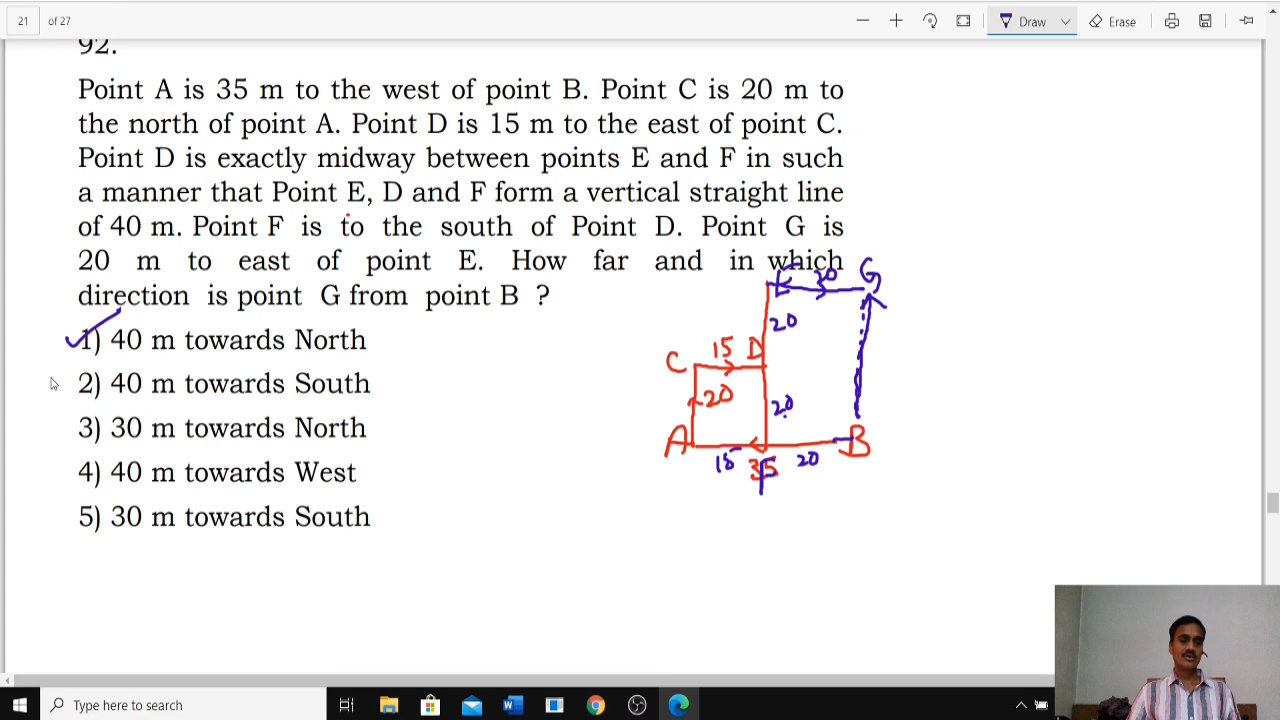 21 of 27
Draw
Erase
92.
Point A is 35 m to the west of point B. Point C is 20 m to
the north of point A. Point D is 15 m to the east of point C.
Point D is exactly midway between points E and F in such
a manner that Point E, D and F form a vertical straight line
of 40 m. Point F is to the south of Point D. Point G is
20 m to east of point E. How far and in which
direction is point G from point B ?
1) 40 m towards North
2) 40 m towards South
3) 30 m towards North
4) 40 m towards West
5) 30 m towards South
E 20 G
20
C 15 D
20 20
A B
15 35 20
F
Type here to search